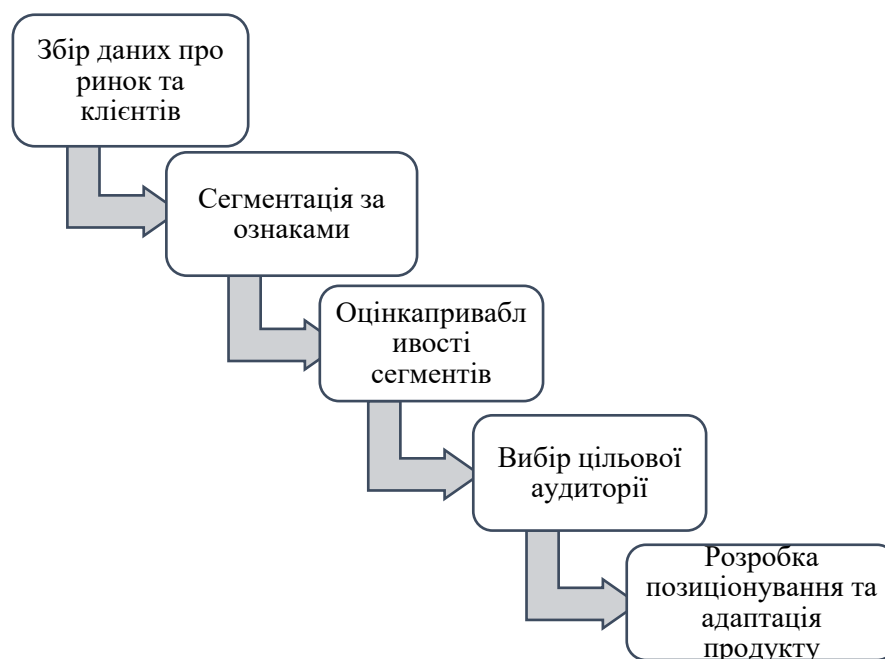 Збір даних про
ринок та
клієнтів
Сегментація за
ознаками
Оцінкапривабл
ивості
сегментів
Вибір цільової
аудиторії
Розробка
позиціонування та
адаптація
продукту